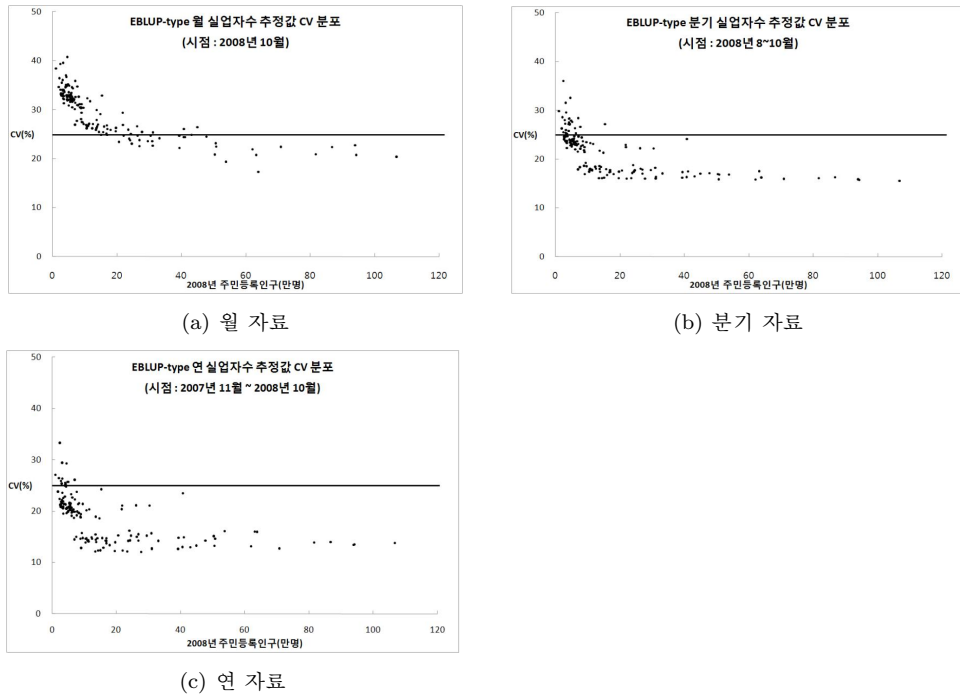 EBLUP-type 월 실업자수 추정값 CV 분포
(시점 : 2008년 10월)
50
40
30
CV(%)
20
10
0
0 20 40 60 80 100 120
2008년 주민등록인구(만명)
(a) 월 자료
EBLUP-type 분기 실업자수 추정값 CV 분포
(시점 : 2008년 8~10월)
50
40
30
CV(%)
20
10
0
0 20 40 60 80 100 120
2008년 주민등록인구(만명)
(b) 분기 자료
EBLUP-type 연 실업자수 추정값 CV 분포
(시점 : 2007년 11월 ~ 2008년 10월)
50
40
30
CV(%)
20
10
0
0 20 40 60 80 100 120
2008년 주민등록인구(만명)
(c) 연 자료